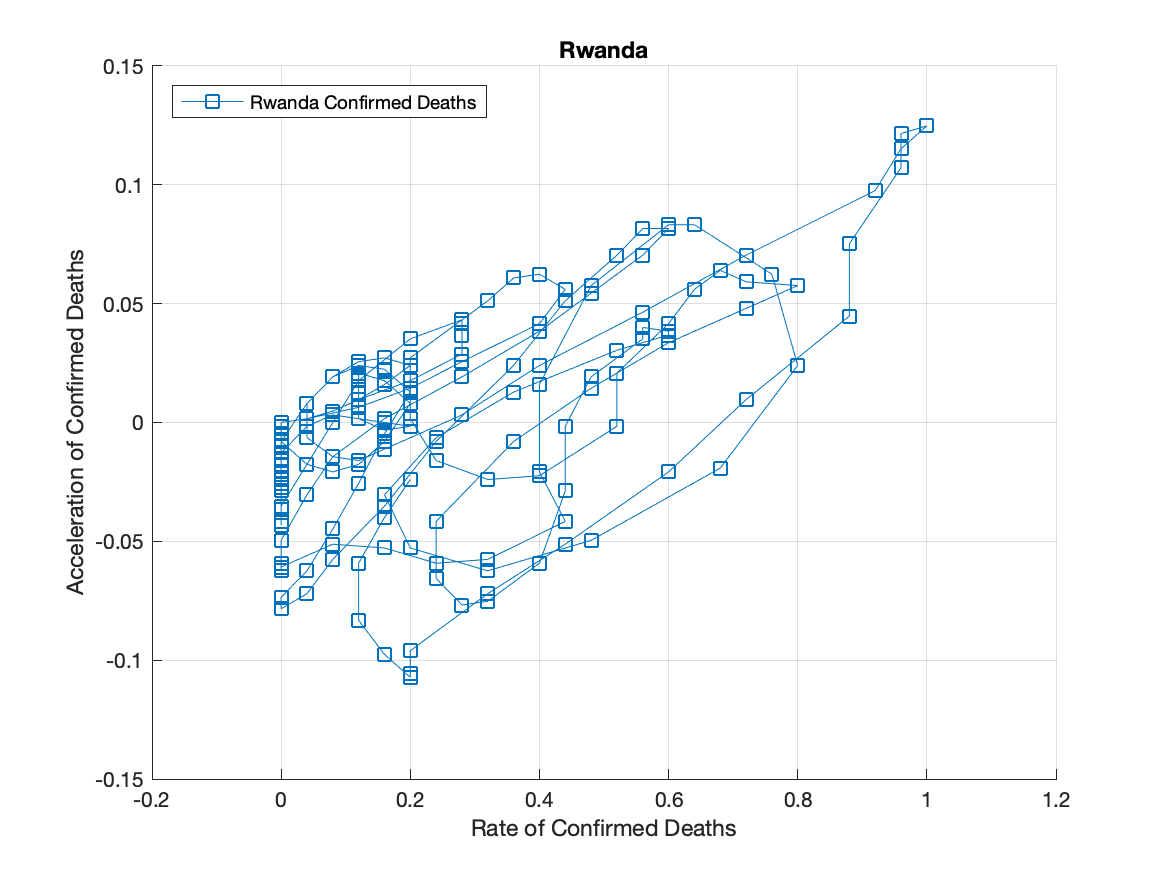 Rwanda
0.15
Rwanda Confirmed Deaths
0.1
0.05
0
-0.05
-0.1
-0.15
Acceleration of Confirmed Deaths
-0.2 0 0.2 0.4 0.6 0.8 1 1.2
Rate of Confirmed Deaths